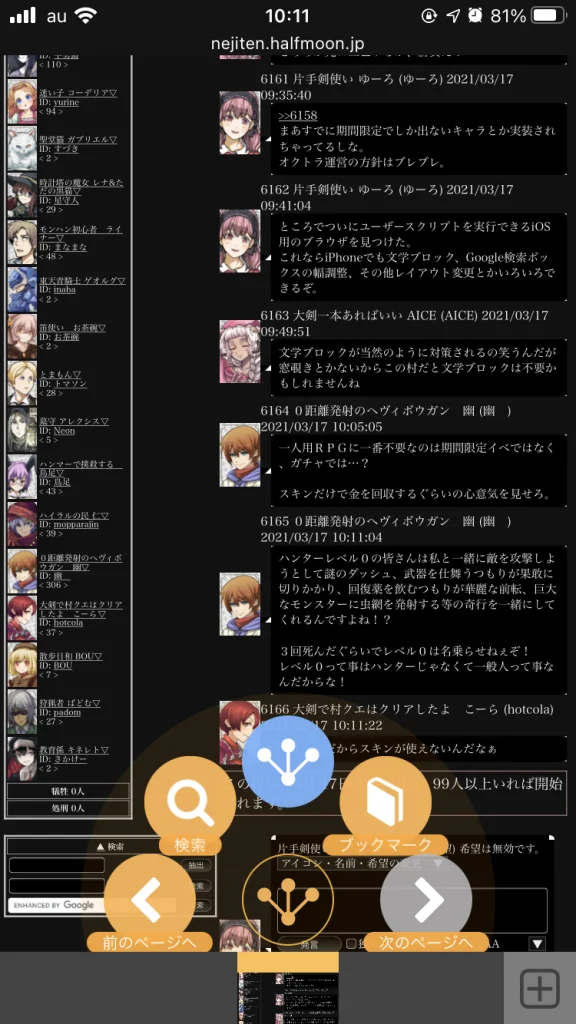 au
10:11
81%
nejiten.halfmoon.jp
< 110 >
迷い子 コーデリア▽
ID: yurine
< 94 >
聖堂猫 ガブリエル▽
ID: すづき
< 2 >
時計塔の魔女 レナ&た
だの黒猫▽
ID: 星守人
< 29 >
モンハン初心者　ライ
ナー▽
ID: まなまな
< 48 >
東天青騎士 ゲオルグ▽
ID: inaba
< 2 >
笛使い　お茶碗▽
ID: お茶碗
< 2 >
とまもん▽
ID: トマソン
< 28 >
墓守 アレクシス▽
ID: Neon
< 5 >
ハンマーで撲殺する
鳥足▽
ID: 鳥足
< 43 >
ハイラルの民 仁▽
ID: mopparajin
< 39 >
０距離発射のヘヴィボ
ウガン　幽▽
ID: 幽
< 306 >
大剣で村クエはクリア
したよ　こーら▽
ID: hotcola
< 37 >
散歩日和 BOU▽
ID: BOU
< 7 >
狩猟者 ぱどむ▽
ID: padom
< 27 >
教育係 キネレト▽
ID: さかけー
< 2 >
犠牲 0人
処刑 0人
▲ 検索
抽出
ENHANCED BY Google
6161 片手剣使い ゆーろ (ゆーろ) 2021/03/17
09:35:40
>>6158
まあすでに期間限定でしか出ないキャラとか実装され
ちゃってるしな。
オクトラ運営の方針はブレブレ。
6162 片手剣使い ゆーろ (ゆーろ) 2021/03/17
09:41:04
ところでついにユーザースクリプトを実行できるiOS
用のブラウザを見つけた。
これならiPhoneでも文学ブロック、Google検索ボッ
クスの幅調整、その他レイアウト変更とかいろいろで
きるぞ。
6163 大剣一本あればいい AICE (AICE) 2021/03/17
09:49:51
文学ブロックが当然のように対策されるの笑うんだが
窓覗きとかないからこの村だと文学ブロックは不要か
もしれませんね
6164 ０距離発射のヘヴィボウガン　幽 (幽　)
2021/03/17 10:05:05
一人用ＲＰＧに一番不要なのは期間限定イベではなく
、ガチャでは…？
スキンだけで金を回収するぐらいの心意気を見せろ。
6165 ０距離発射のヘヴィボウガン　幽 (幽　)
2021/03/17 10:11:04
ハンターレベル０の皆さんは私と一緒に敵を攻撃しよ
うとして謎のダッシュ、武器を仕舞うつもりが果敢に
切りかかり、回復薬を飲むつもりが華麗な前転、巨大
なモンスターに虫網を発射する等の奇行を一緒にして
くれるんですよね！？
３回死んだぐらいでレベル０は名乗らせねぇぞ！
レベル０って事はハンターじゃなくて一般人って事な
んだからな！
6166 大剣で村クエはクリアしたよ　こーら (hotcola)
/17 10:11:22
だからスキンが使えないんだなぁ
99人以上いれば開始
れます。
片手剣使
希望は無効です。
アイコン・名前・希望の変更　▼
発言
AA
▼
検索
ブックマーク
前のページへ
次のページへ